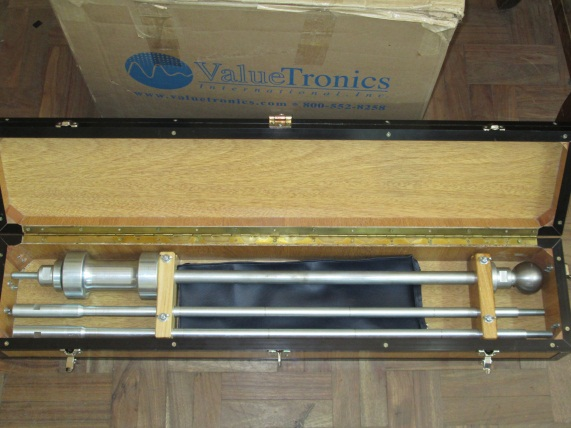 ValueTronics
International, Inc.
www.valuetronics.com • 800-552-8258